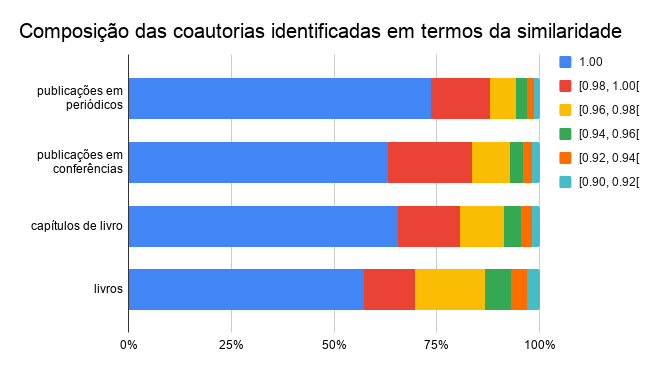 Composição das coautorias identificadas em termos da similaridade
1.00
[0.98, 1.00[
[0.96, 0.98[
[0.94, 0.96[
[0.92, 0.94[
[0.90, 0.92[
publicações em
periódicos
publicações em
conferências
capítulos de livro
livros
0%
25%
50%
75%
100%